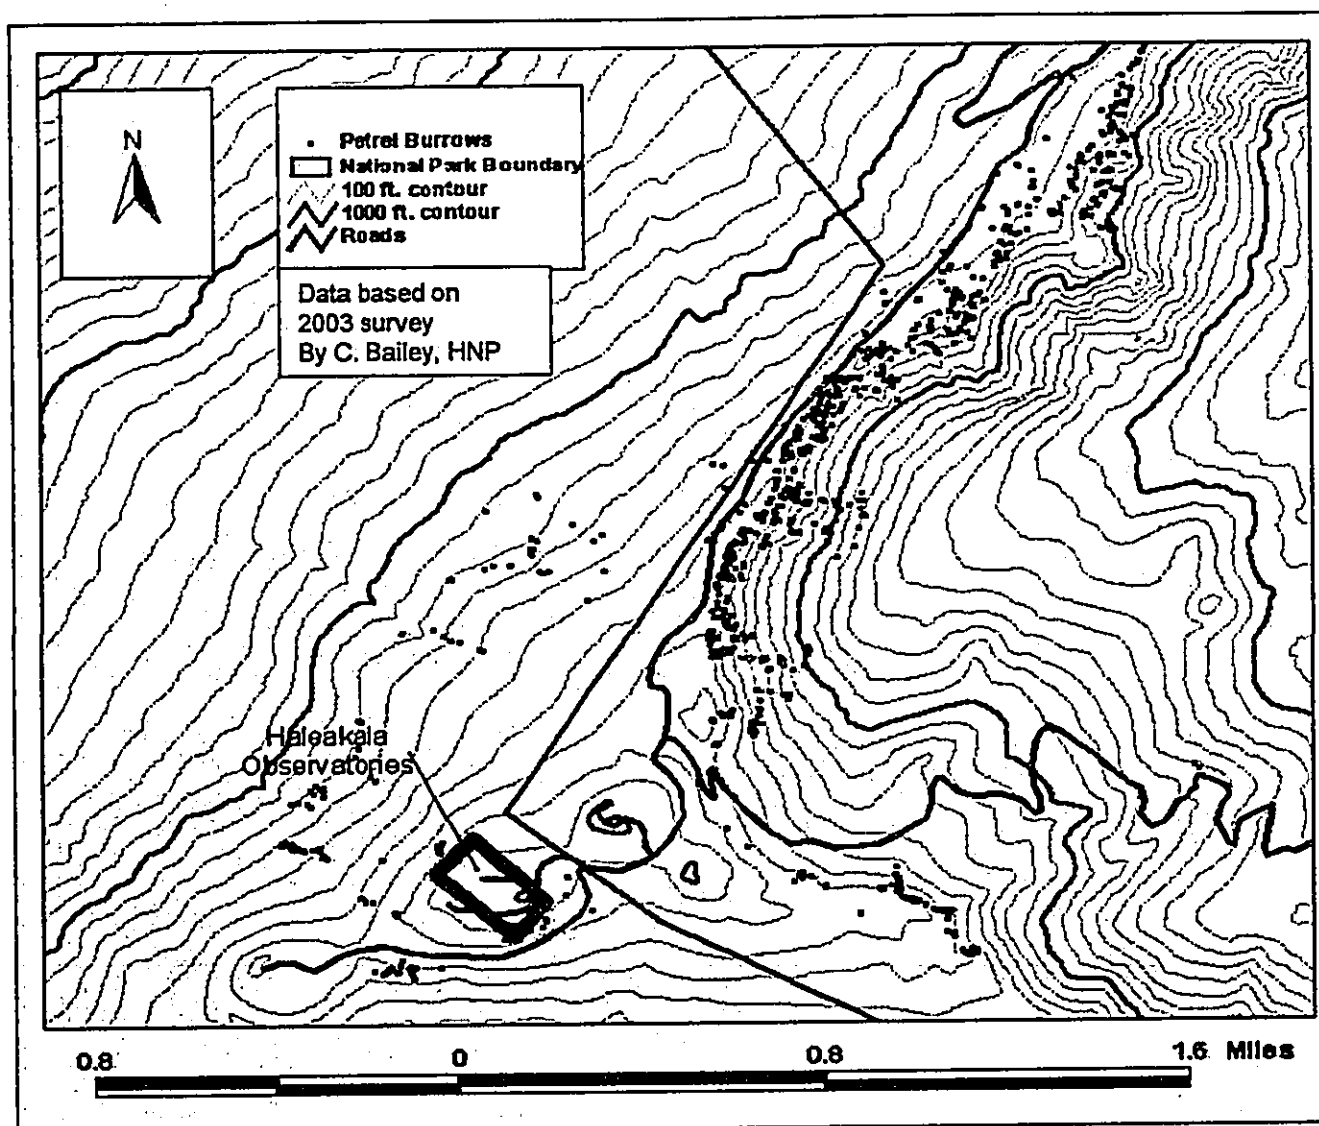 N
Petrel Burrows
National Park Boundary
100 ft. contour
1000 ft. contour
Roads
Data based on
2003 survey
By C. Bailey, HNP
Haleakala
Observatories
0.8 0 0.8 1.6 Miles